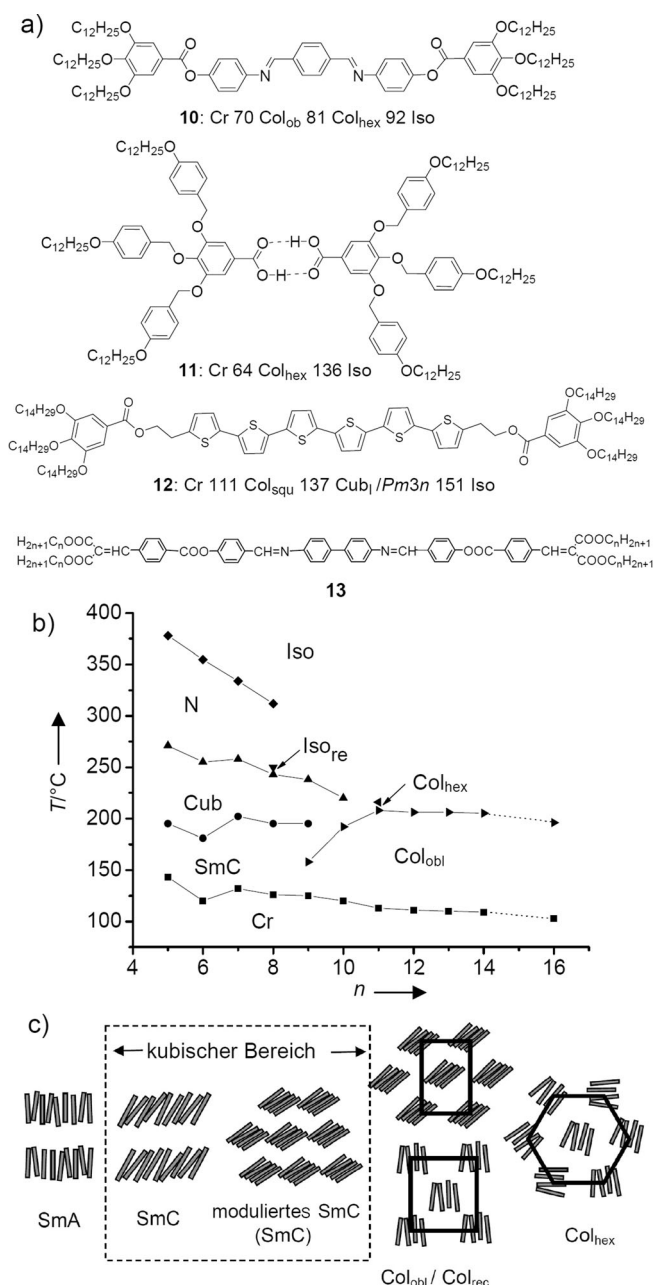 a)
C12H25O OC12H25
C12H25O O O OC12H25
C12H25O O N N O OC12H25
10: Cr 70 Colob 81 Colhex 92 Iso
C12H25O OC12H25
C12H25O O O O H O O OC12H25
O O H O O
C12H25O OC12H25
11: Cr 64 Colhex 136 Iso
C14H29O O S S S OC14H29
C14H29O O O OC14H29
C14H29O S S S O OC14H29
12: Cr 111 Colsqu 137 CubI/Pm3n 151 Iso
H2n+1CnOOC C=CH COO CH=N N=CH OOC CH=C COOCnH2n+1
H2n+1CnOOC COOCnH2n+1
13
b)
400
350
300
250
200
150
100
T/°C
Iso
N
Isore
Colhex
Cub
Colobl
SmC
Cr
4 6 8 10 12 14 16
n
c)
kubischer Bereich
SmA
SmC
moduliertes SmC
(SmC)
Colobl / Colrec
Colhex